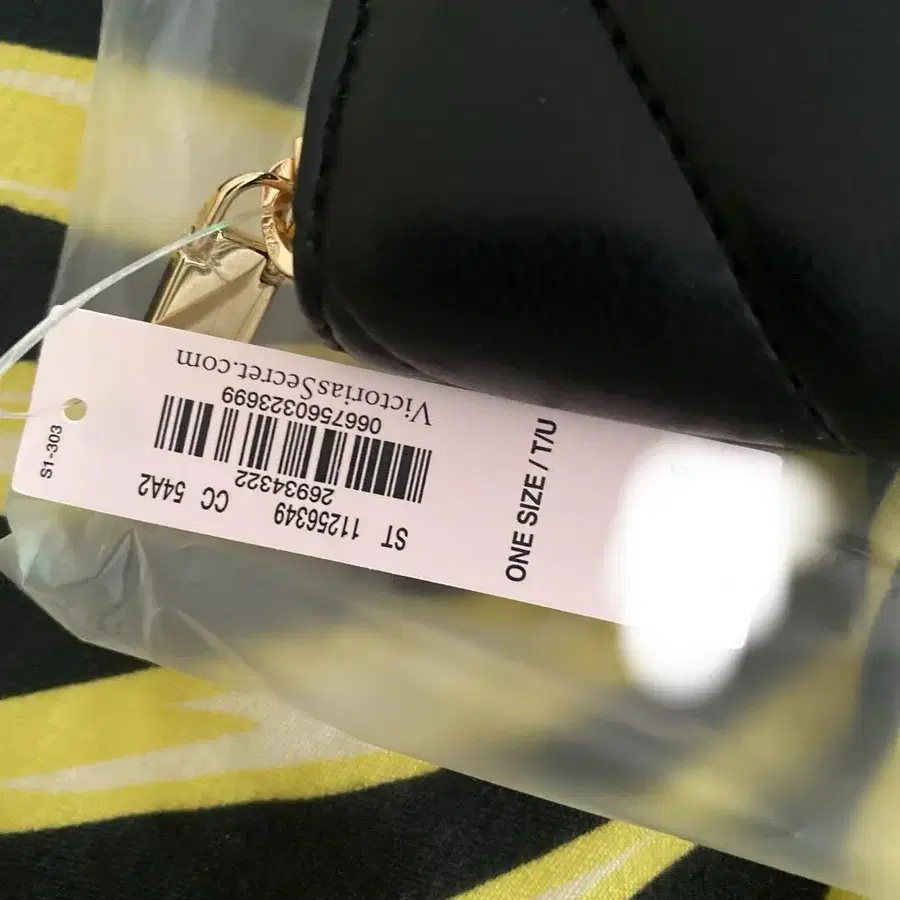 VictoriasSecret.com
0667560323699
26934322
ST 11256349 CC 54A2
ONE SIZE / T/U
S1-303